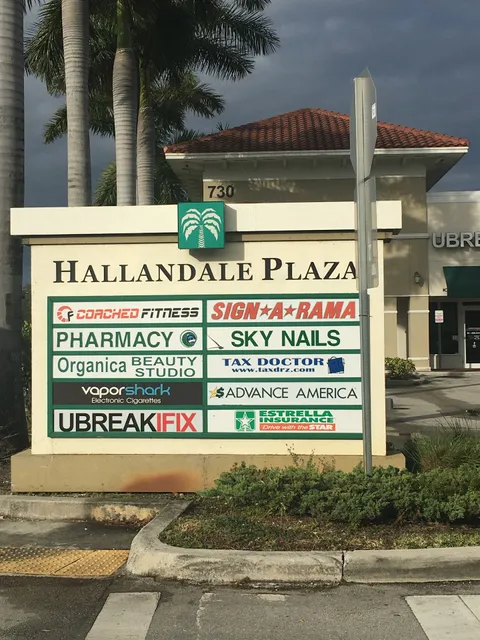 730
HALLANDALE PLAZA
UBRE
COACHED FITNESS
SIGN★A★RAMA
PHARMACY
SKY NAILS
Organica BEAUTY STUDIO
TAX DOCTOR
www.taxdrz.com
vaporshark
Electronic Cigarettes
$ADVANCE AMERICA
UBREAKIFIX
ESTRELLA
INSURANCE
Drive with the STAR